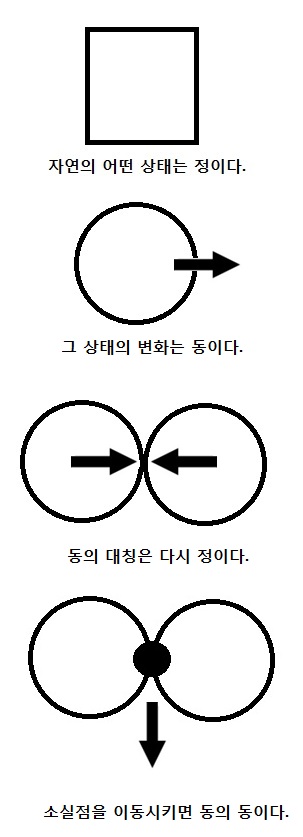 자연의 어떤 상태는 정이다.
그 상태의 변화는 동이다.
동의 대칭은 다시 정이다.
소실점을 이동시키면 동의 동이다.